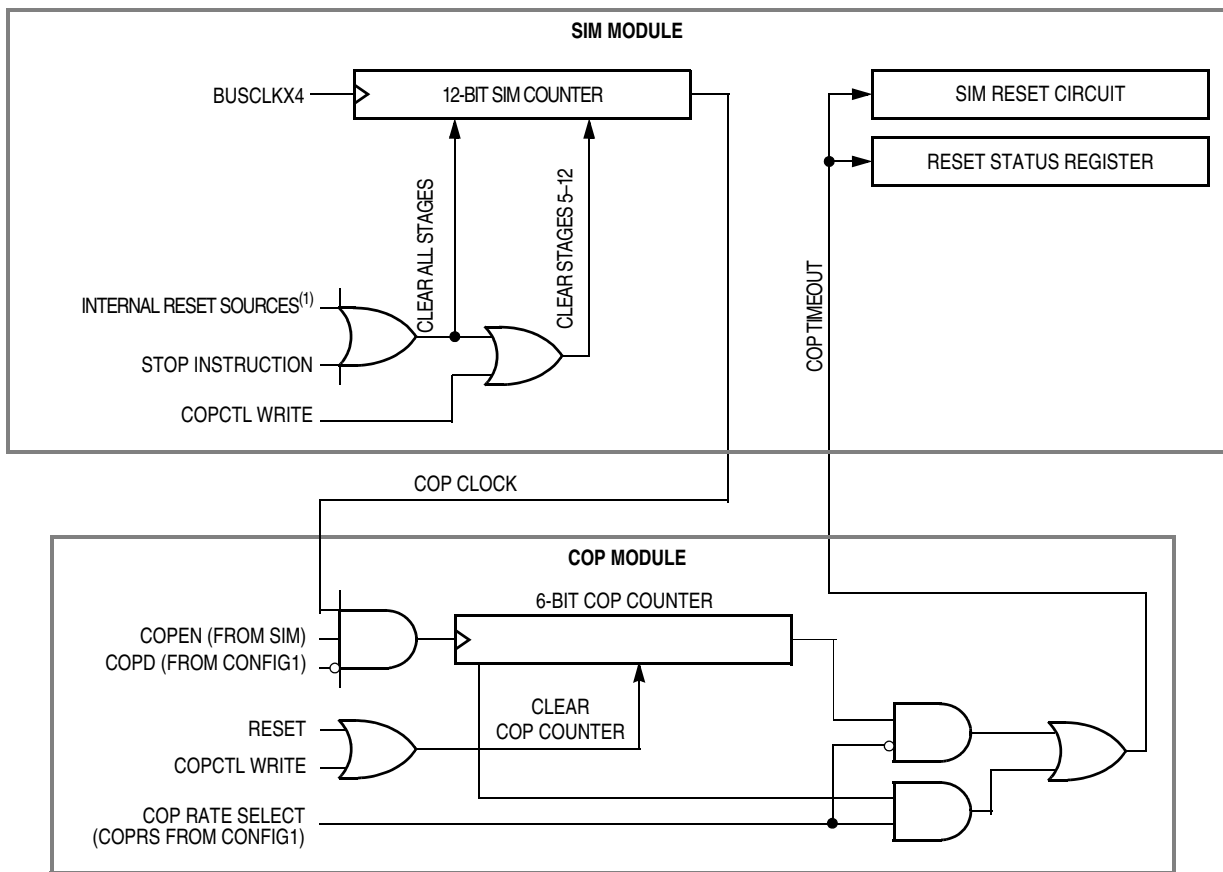 SIM MODULE
BUSCLKX4
12-BIT SIM COUNTER
SIM RESET CIRCUIT
RESET STATUS REGISTER
CLEAR ALL STAGES
CLEAR STAGES 5–12
INTERNAL RESET SOURCES(1)
STOP INSTRUCTION
COPCTL WRITE
COP TIMEOUT
COP CLOCK
COP MODULE
6-BIT COP COUNTER
COPEN (FROM SIM)
COPD (FROM CONFIG1)
CLEAR
COP COUNTER
RESET
COPCTL WRITE
COP RATE SELECT
(COPRS FROM CONFIG1)